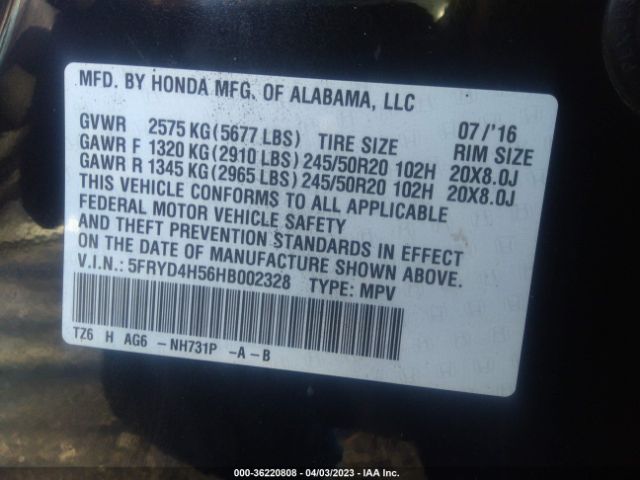 MFD. BY HONDA MFG. OF ALABAMA, LLC
GVWR 2575 KG(5677 LBS) TIRE SIZE 07/'16 RIM SIZE
GAWR F 1320 KG(2910 LBS) 245/50R20 102H 20X8.0J
GAWR R 1345 KG(2965 LBS) 245/50R20 102H 20X8.0J
THIS VEHICLE CONFORMS TO ALL APPLICABLE
FEDERAL MOTOR VEHICLE SAFETY
AND THEFT PREVENTION STANDARDS IN EFFECT
ON THE DATE OF MANUFACTURE SHOWN ABOVE.
V.I.N.: 5FRYD4H56HB002328 TYPE: MPV
TZ6 H AG6 -NH731P -A-B
000-36220808 - 04/03/2023 - IAA Inc.